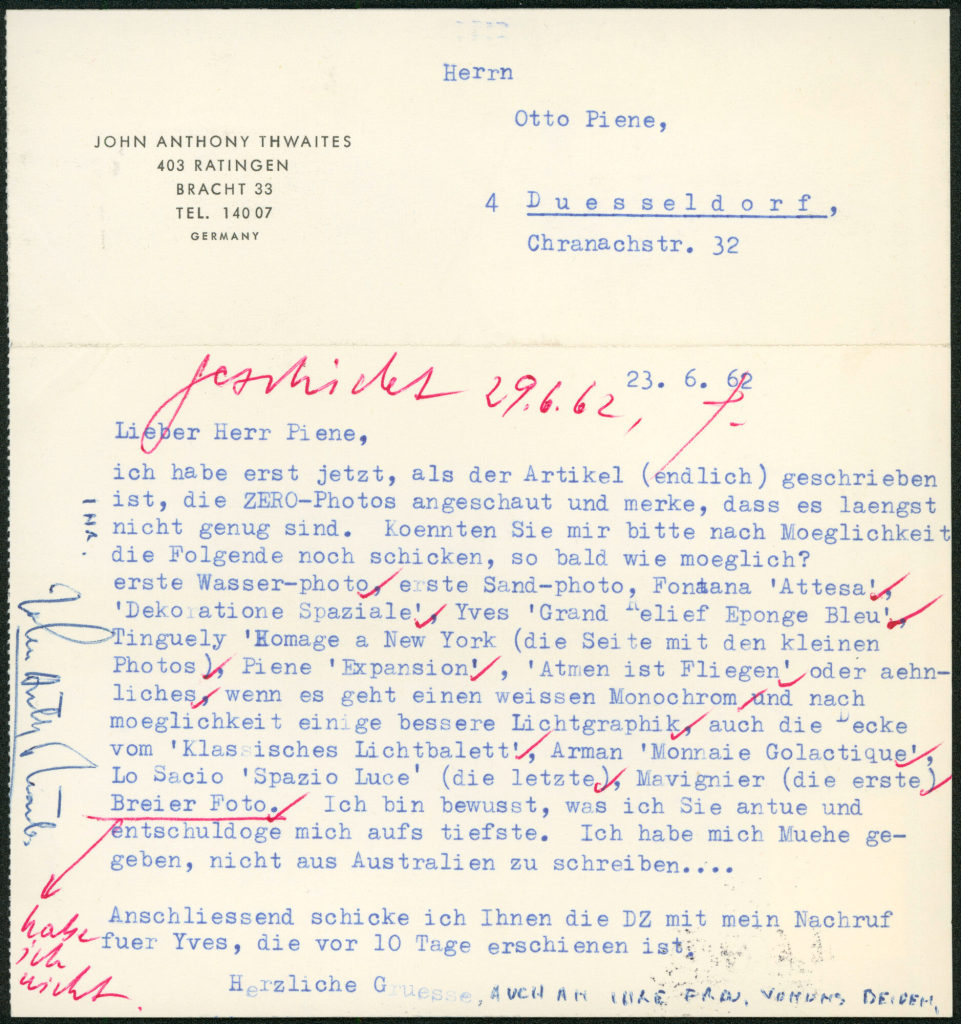 Herrn
Otto Piene,
JOHN ANTHONY THWAITES
403 RATINGEN
BRACHT 33
TEL. 140 07
GERMANY
4 Duesseldorf,
Chranachstr. 32
geschickt 29.6.62, P.
23. 6. 62
Lieber Herr Piene,
ich habe erst jetzt, als der Artikel (endlich) geschrieben
ist, die ZERO-Photos angeschaut und merke, dass es laengst
nicht genug sind. Koennten Sie mir bitte nach Moeglichkeit
die Folgende noch schicken, so bald wie moeglich?
erste Wasser-photo, erste Sand-photo, Fontana 'Attesa',
'Dekoratione Spaziale', Yves 'Grand Relief Eponge Bleu',
Tinguely 'Homage a New York (die Seite mit den kleinen
Photos), Piene 'Expansion', 'Atmen ist Fliegen' oder aehn-
liches, wenn es geht einen weissen Monochrom und nach
moeglichkeit einige bessere Lichtgraphik, auch die Decke
vom 'Klassisches Lichtbalett', Arman 'Monnaie Golactique',
Lo Sacio 'Spazio Luce' (die letzte), Mavignier (die erste)
Breier Foto. Ich bin bewusst, was ich Sie antue und
entschuldoge mich aufs tiefste. Ich habe mich Muehe ge-
geben, nicht aus Australien zu schreiben....
Anschliessend schicke ich Ihnen die DZ mit mein Nachruf
fuer Yves, die vor 10 Tage erschienen ist.
Herzliche Gruesse, AUCH AN IHRE FRAU, VON UNS BEIDEN,
IHR.
John Anthony Thwaites
habe
ich
nicht.